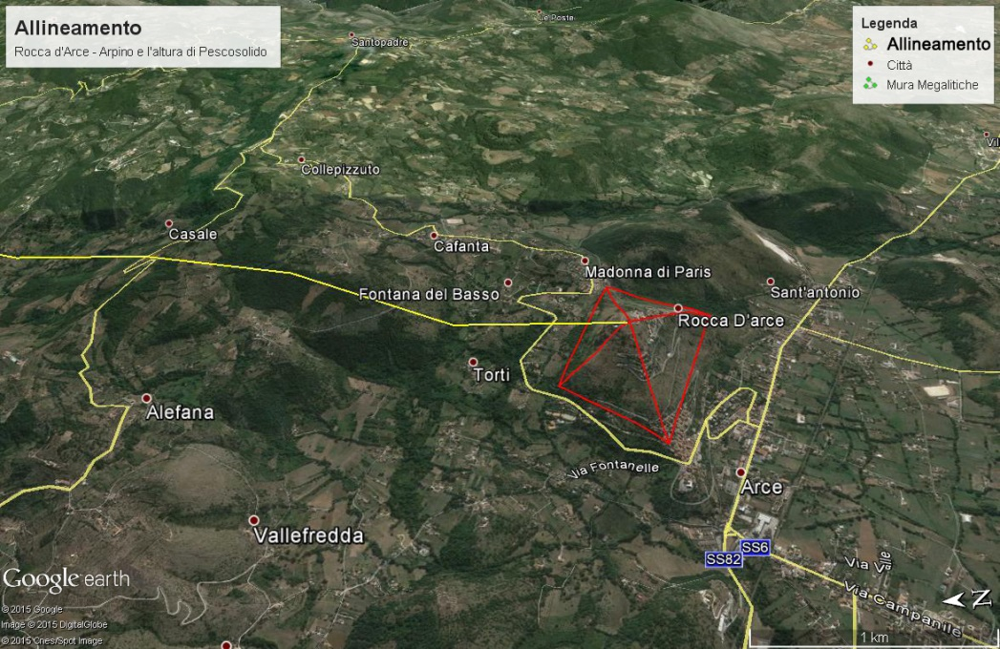 Allineamento
Rocca d'Arce - Arpino e l'altura di Pescosolido
Legenda
Allineamento
Città
Mura Megalitiche
Le Poste
Santopadre
Vil
Collepizzuto
Casale
Cafanta
Madonna di Paris
Fontana del Basso
Sant'antonio
Rocca D'arce
Torti
Alefana
Via Fontanelle
Arce
Vallefredda
SS6
SS82
Via Valle
Via Campanile
Google earth
© 2015 Google
Image © 2015 DigitalGlobe
© 2015 Cnes/Spot Image
N
1 km